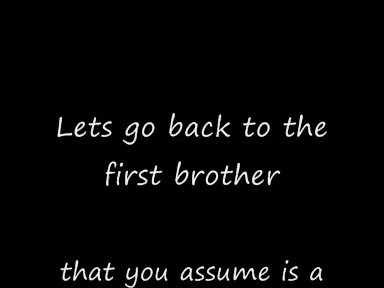 Lets go back to the
first brother
that you assume is a